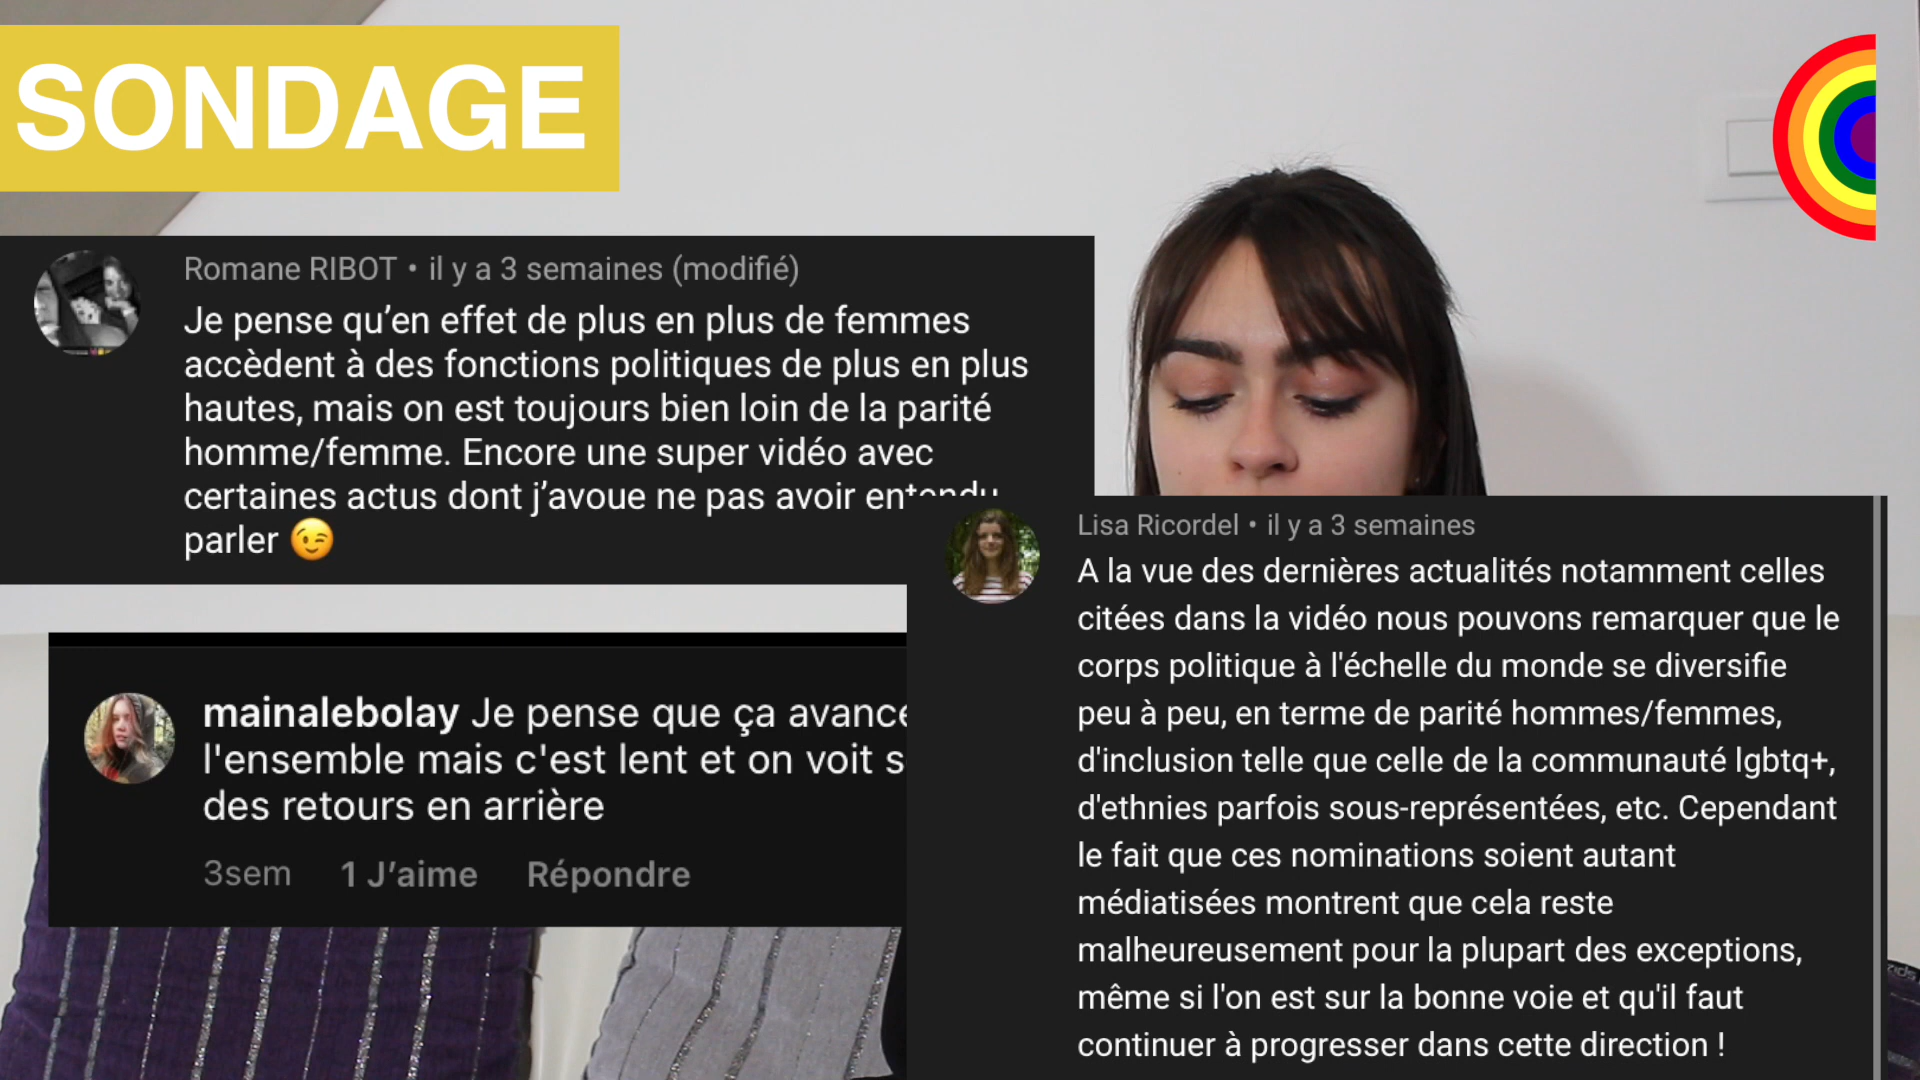 SONDAGE
Romane RIBOT • il y a 3 semaines (modifié)
Je pense qu’en effet de plus en plus de femmes
accèdent à des fonctions politiques de plus en plus
hautes, mais on est toujours bien loin de la parité
homme/femme. Encore une super vidéo avec
certaines actus dont j’avoue ne pas avoir entendu
parler 😉
mainalebolay Je pense que ça avance
l'ensemble mais c'est lent et on voit s
des retours en arrière
3sem 1 J’aime Répondre
Lisa Ricordel • il y a 3 semaines
A la vue des dernières actualités notamment celles
citées dans la vidéo nous pouvons remarquer que le
corps politique à l'échelle du monde se diversifie
peu à peu, en terme de parité hommes/femmes,
d'inclusion telle que celle de la communauté lgbtq+,
d'ethnies parfois sous-représentées, etc. Cependant
le fait que ces nominations soient autant
médiatisées montrent que cela reste
malheureusement pour la plupart des exceptions,
même si l'on est sur la bonne voie et qu'il faut
continuer à progresser dans cette direction !